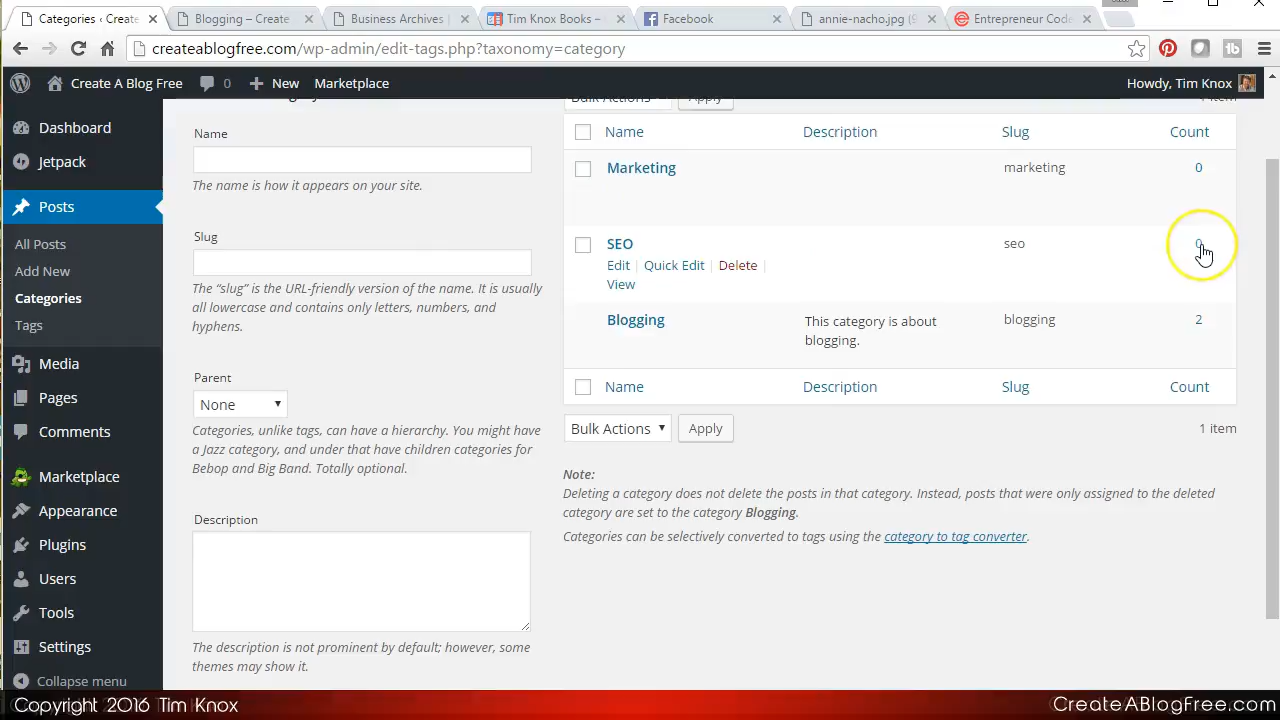 Categories ‹ Create
Blogging – Create
Business Archives |
Tim Knox Books –
Facebook
annie-nacho.jpg (9
Entrepreneur Code
createablogfree.com/wp-admin/edit-tags.php?taxonomy=category
Create A Blog Free
0
New
Marketplace
Howdy, Tim Knox
Dashboard
Jetpack
Posts
All Posts
Add New
Categories
Tags
Media
Pages
Comments
Marketplace
Appearance
Plugins
Users
Tools
Settings
Collapse menu
Name
The name is how it appears on your site.
Slug
The “slug” is the URL-friendly version of the name. It is usually
all lowercase and contains only letters, numbers, and
hyphens.
Parent
None
Categories, unlike tags, can have a hierarchy. You might have
a Jazz category, and under that have children categories for
Bebop and Big Band. Totally optional.
Description
The description is not prominent by default; however, some
themes may show it.
Bulk Actions
Apply
1 item
Name Description Slug Count
Marketing marketing 0
SEO seo 0
Edit | Quick Edit | Delete |
View
Blogging This category is about blogging 2
blogging.
Name Description Slug Count
Bulk Actions Apply 1 item
Note:
Deleting a category does not delete the posts in that category. Instead, posts that were only assigned to the deleted
category are set to the category Blogging.
Categories can be selectively converted to tags using the category to tag converter.
Copyright 2016 Tim Knox
CreateABlogFree.com